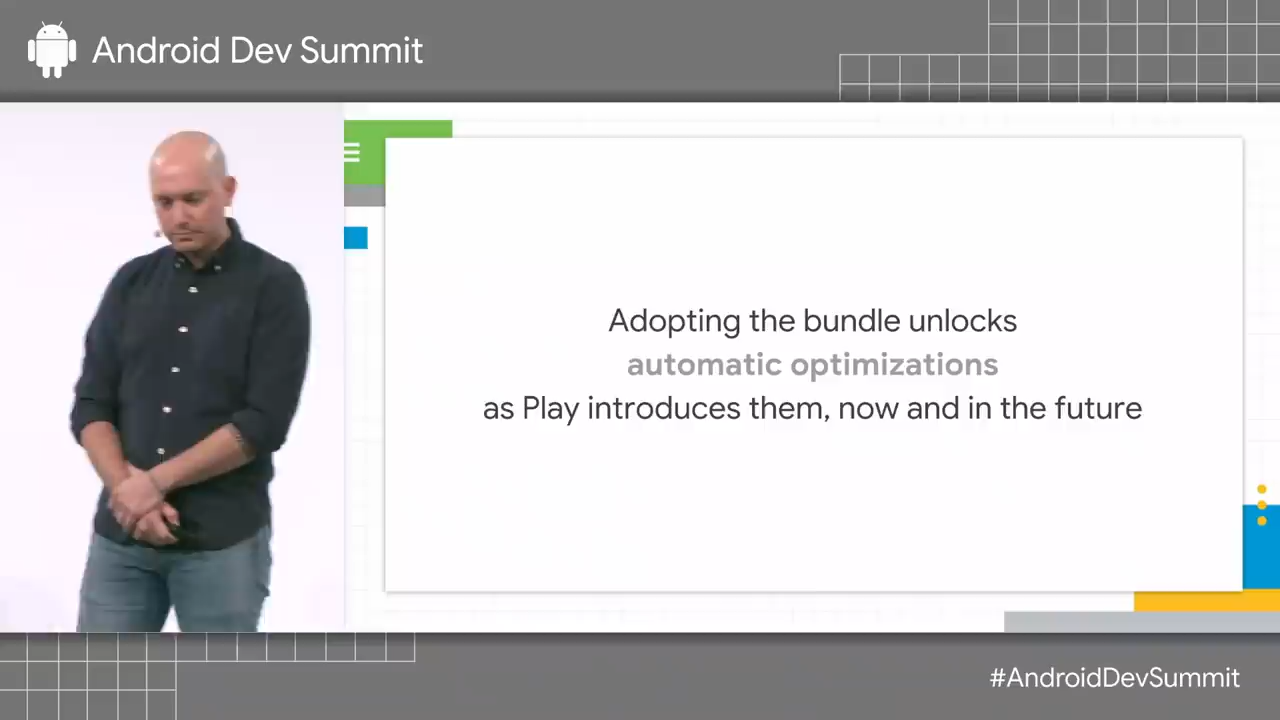 Android Dev Summit
Adopting the bundle unlocks
automatic optimizations
as Play introduces them, now and in the future
#AndroidDevSummit